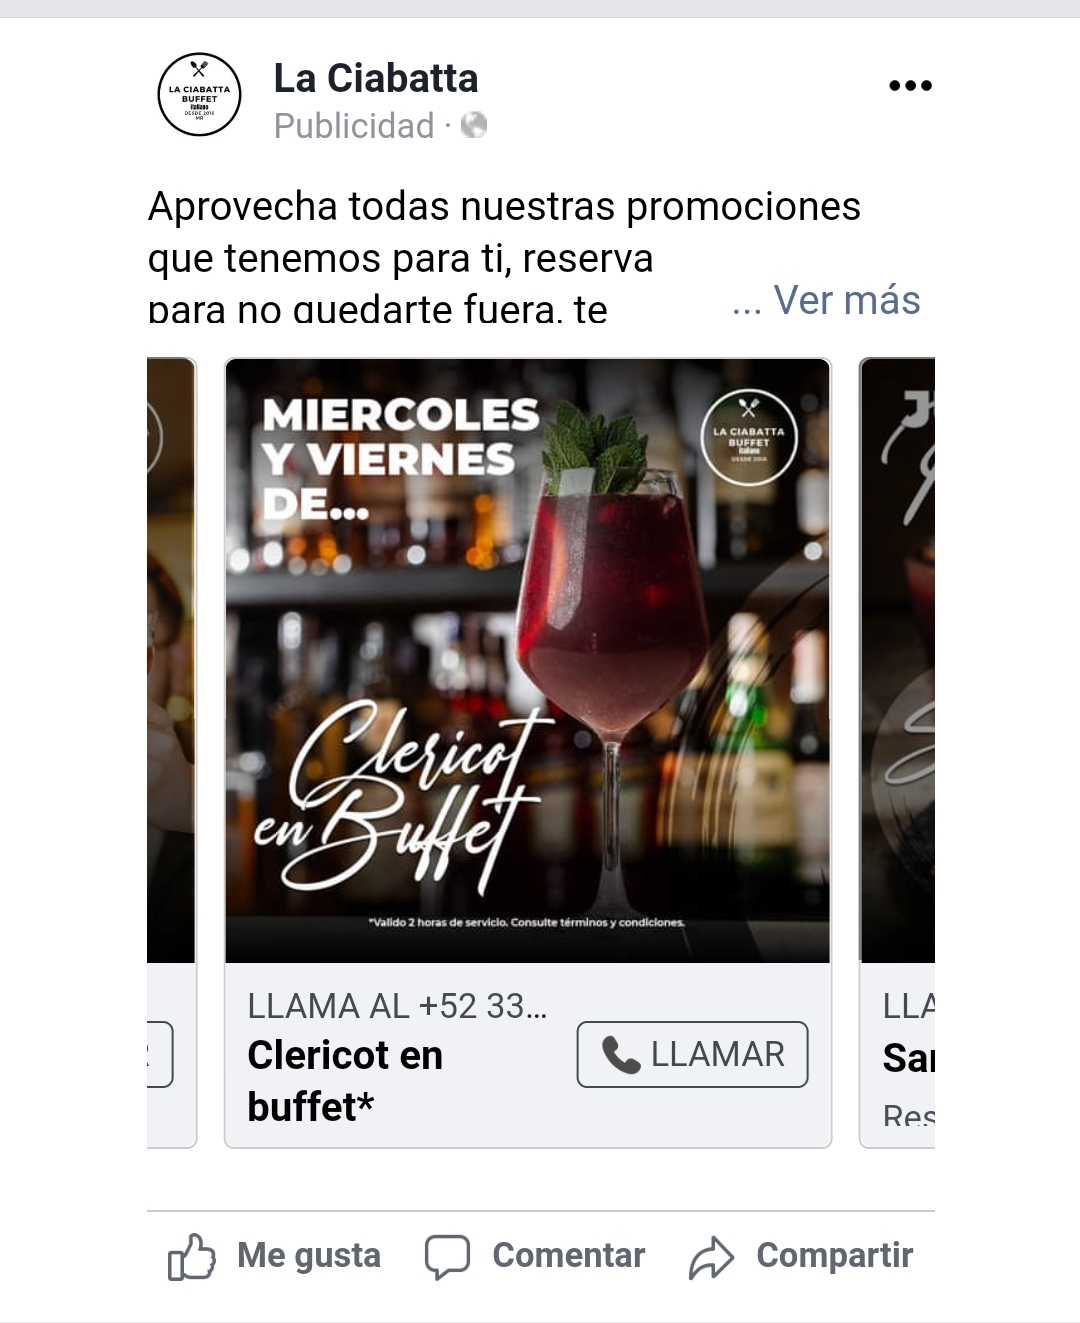 LA CIABATTA
BUFFET
italiano
DESDE 2016
MR
La Ciabatta
Publicidad ·
Aprovecha todas nuestras promociones
que tenemos para ti, reserva
para no quedarte fuera, te
... Ver más
MIERCOLES
Y VIERNES
DE...
LA CIABATTA
BUFFET
italiano
DESDE 2016
Clericot
en Buffet
*Valido 2 horas de servicio. Consulte términos y condiciones.
LLAMA AL +52 33...
Clericot en
buffet*
LLAMAR
LLA
Sar
Res
Me gusta
Comentar
Compartir